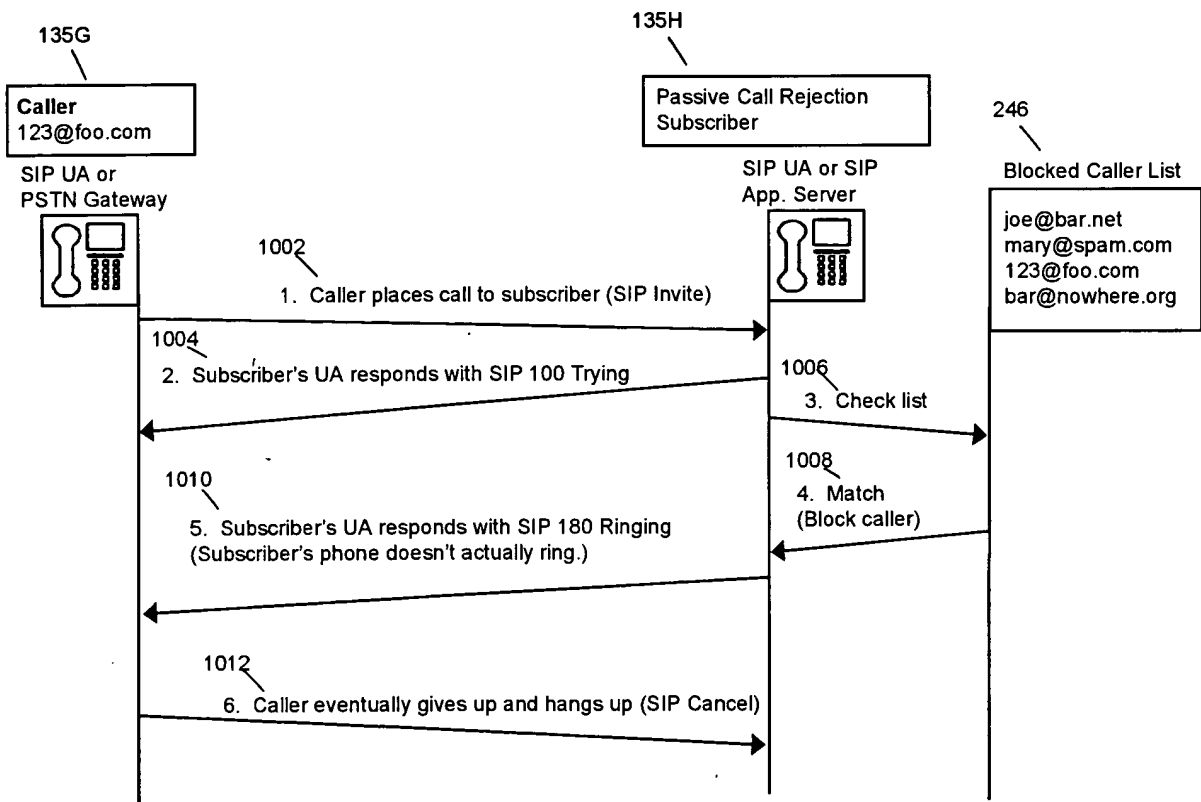 135G
135H
Caller
123@foo.com
Passive Call Rejection
Subscriber
246
SIP UA or
PSTN Gateway
SIP UA or SIP
App. Server
Blocked Caller List
joe@bar.net
mary@spam.com
123@foo.com
bar@nowhere.org
1002
1. Caller places call to subscriber (SIP Invite)
1004
2. Subscriber's UA responds with SIP 100 Trying
1006
3. Check list
1008
4. Match
(Block caller)
1010
5. Subscriber's UA responds with SIP 180 Ringing
(Subscriber's phone doesn't actually ring.)
1012
6. Caller eventually gives up and hangs up (SIP Cancel)